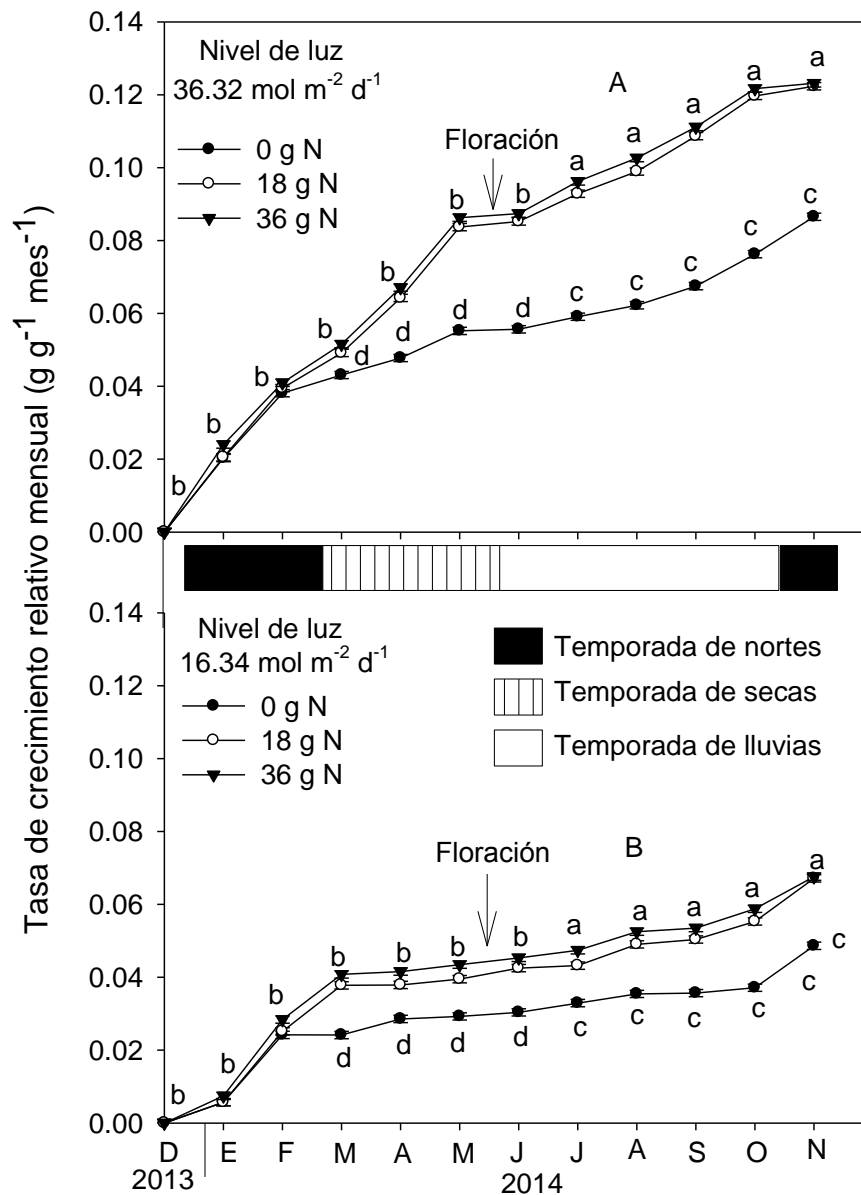 Tasa de crecimiento relativo mensual (g g⁻¹ mes⁻¹)
0.14
0.12
0.10
0.08
0.06
0.04
0.02
0.00
Nivel de luz
36.32 mol m⁻² d⁻¹
0 g N
18 g N
36 g N
Floración
A
b
b
b
b
b
b
b
a
a
a
a
a
d
d
d
d
c
c
c
c
c
0.14
0.12
0.10
0.08
0.06
0.04
0.02
0.00
Nivel de luz
16.34 mol m⁻² d⁻¹
0 g N
18 g N
36 g N
Temporada de nortes
Temporada de secas
Temporada de lluvias
Floración
B
b
b
b
b
b
b
b
a
a
a
a
a
d
d
d
d
c
c
c
c
c
D E F M A M J J A S O N
2013 2014